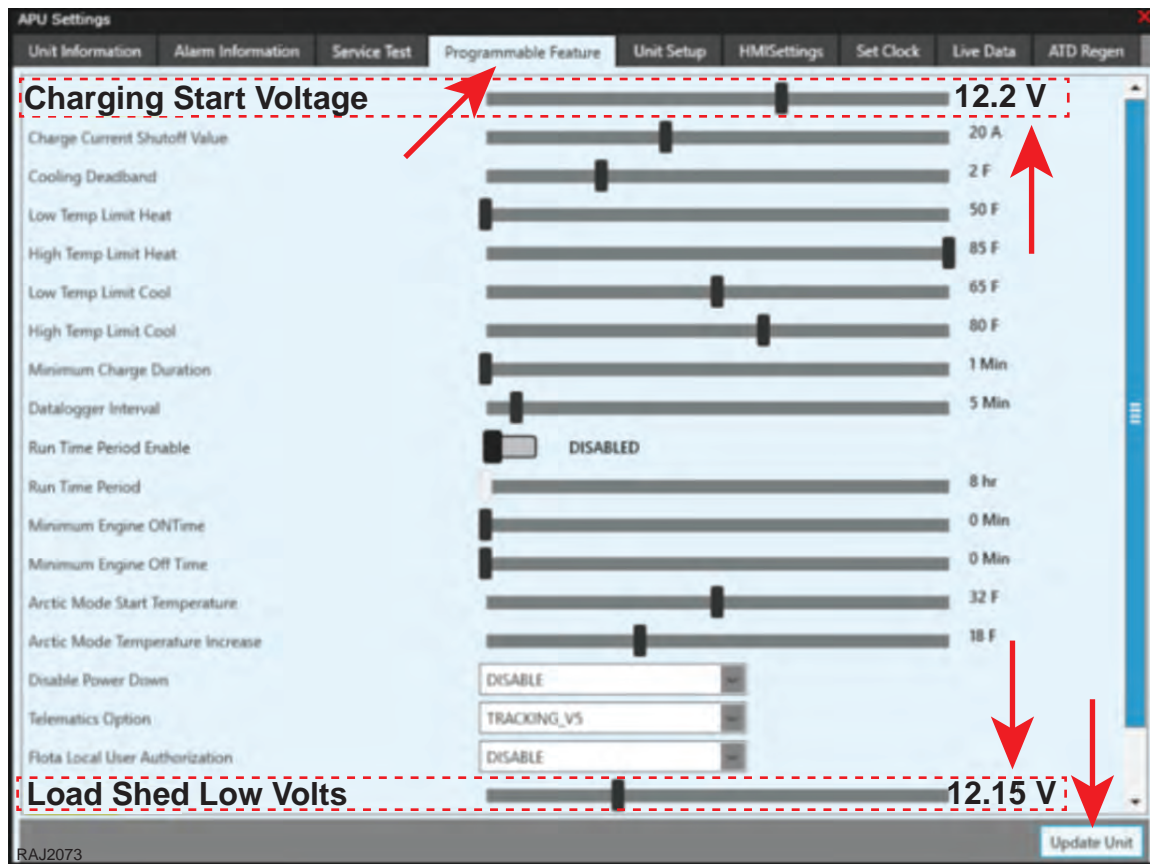 APU Settings
Unit Information Alarm Information Service Test Programmable Feature Unit Setup HMISettings Set Clock Live Data ATD Regen
Charging Start Voltage 12.2 V
Charge Current Shutoff Value 20 A
Cooling Deadband 2 F
Low Temp Limit Heat 50 F
High Temp Limit Heat 85 F
Low Temp Limit Cool 65 F
High Temp Limit Cool 80 F
Minimum Charge Duration 1 Min
Datalogger Interval 5 Min
Run Time Period Enable DISABLED
Run Time Period 8 hr
Minimum Engine ONTime 0 Min
Minimum Engine Off Time 0 Min
Arctic Mode Start Temperature 32 F
Arctic Mode Temperature Increase 18 F
Disable Power Down DISABLE
Telematics Option TRACKING_V5
Flota Local User Authorization DISABLE
Load Shed Low Volts 12.15 V
Update Unit
RAJ2073